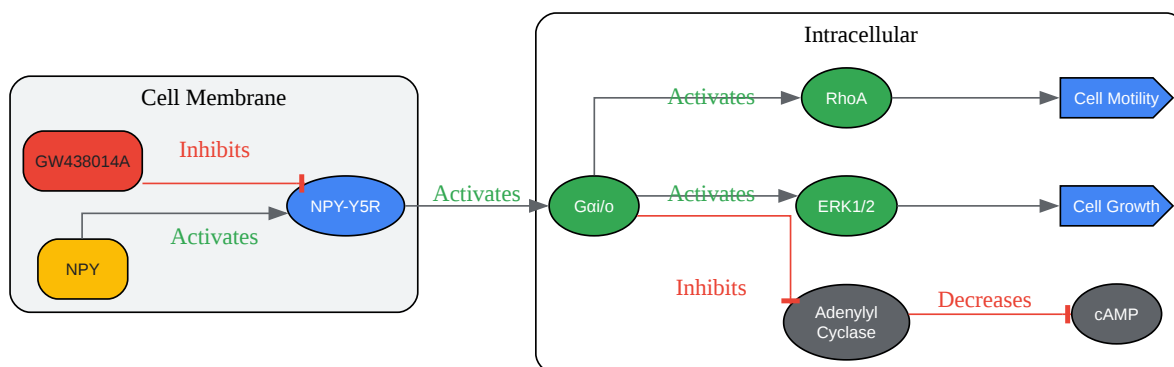 Intracellular
Cell Membrane
Activates
RhoA
Cell Motility
GW438014A
Inhibits
NPY-Y5R
Activates
Gαi/o
Activates
ERK1/2
Cell Growth
Activates
NPY
Inhibits
Adenylyl
Cyclase
Decreases
cAMP